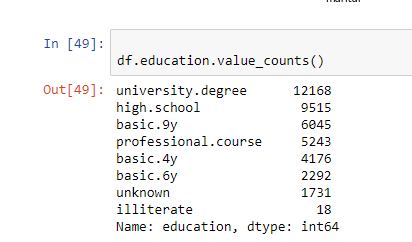 marital
In [49]:
df.education.value_counts()
Out[49]:
university.degree 12168
high.school 9515
basic.9y 6045
professional.course 5243
basic.4y 4176
basic.6y 2292
unknown 1731
illiterate 18
Name: education, dtype: int64